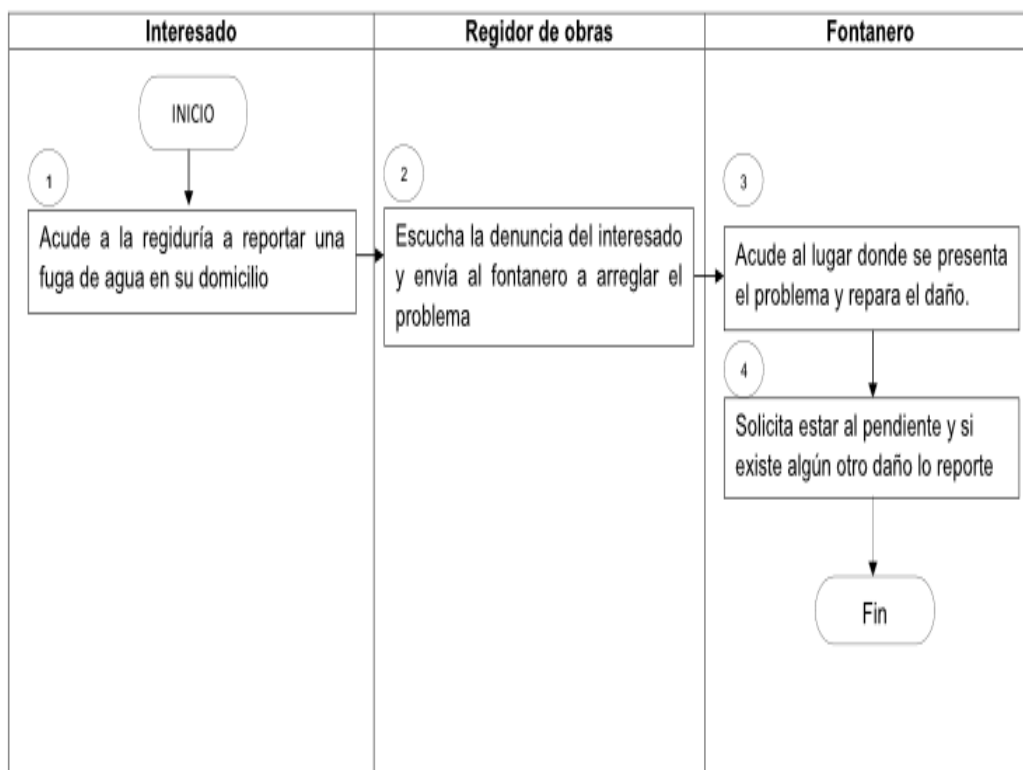 Interesado
Regidor de obras
Fontanero
INICIO
1
Acude a la regiduría a reportar una
fuga de agua en su domicilio
2
Escucha la denuncia del interesado
y envía al fontanero a arreglar el
problema
3
Acude al lugar donde se presenta
el problema y repara el daño.
4
Solicita estar al pendiente y si
existe algún otro daño lo reporte
Fin